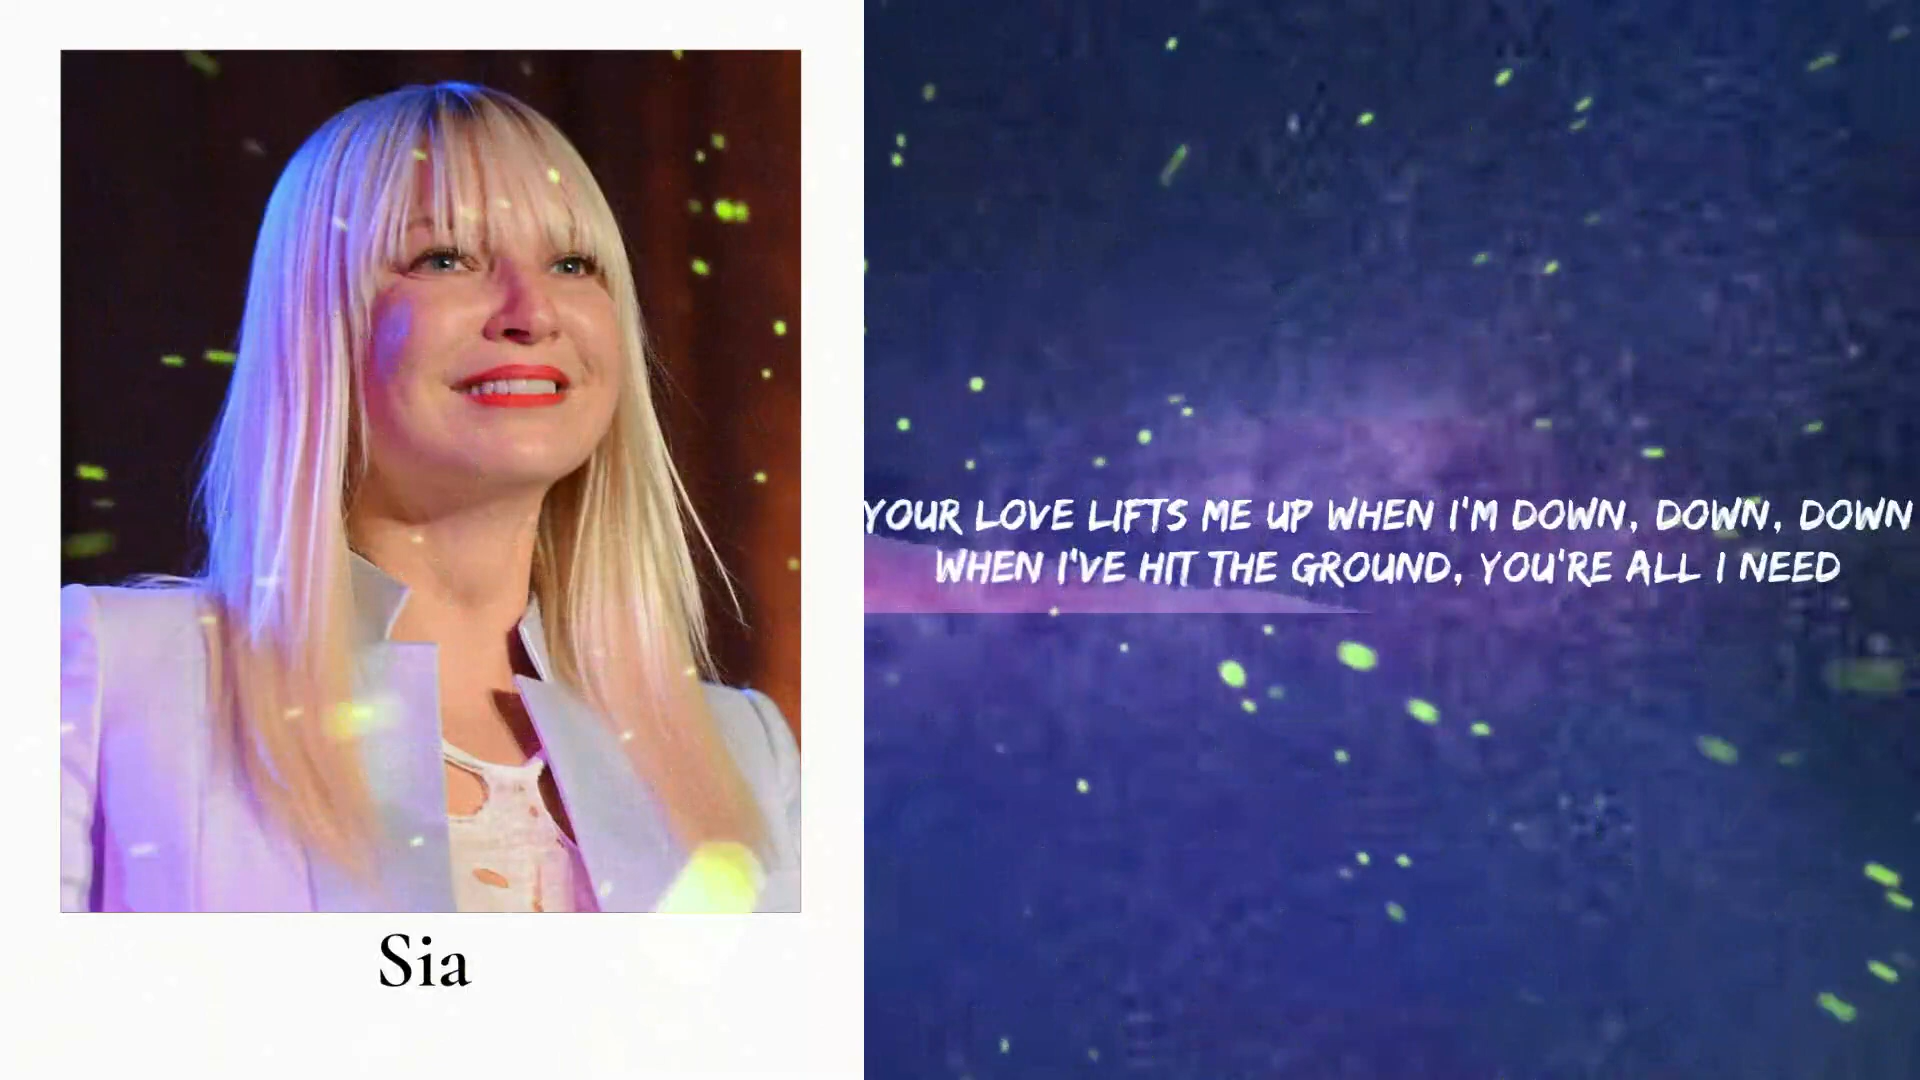 YOUR LOVE LIFTS ME UP WHEN I'M DOWN, DOWN, DOWN
WHEN I'VE HIT THE GROUND, YOU'RE ALL I NEED
Sia